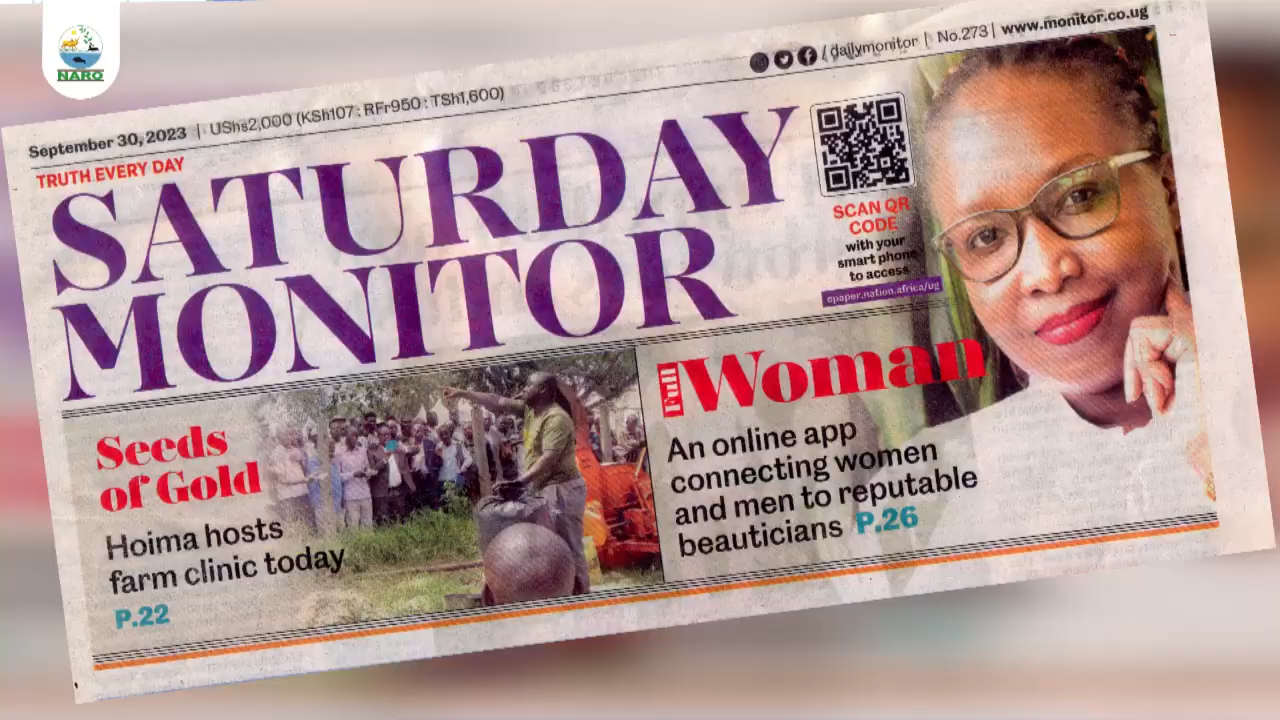 NARO
September 30, 2023 | UShs2,000 (KSh107 : RFr950 : TSh1,600)
/dailymonitor | No.273 | www.monitor.co.ug
TRUTH EVERY DAY
SATURDAY
MONITOR
SCAN QR
CODE
with your
smart phone
to access
epaper.nation.africa/ug
Seeds
of Gold
Hoima hosts
farm clinic today
P.22
Full Woman
An online app
connecting women
and men to reputable
beauticians P.26